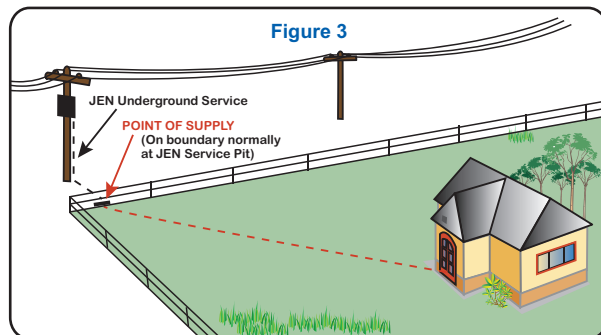 Figure 3
JEN Underground Service
POINT OF SUPPLY
(On boundary normally
at JEN Service Pit)